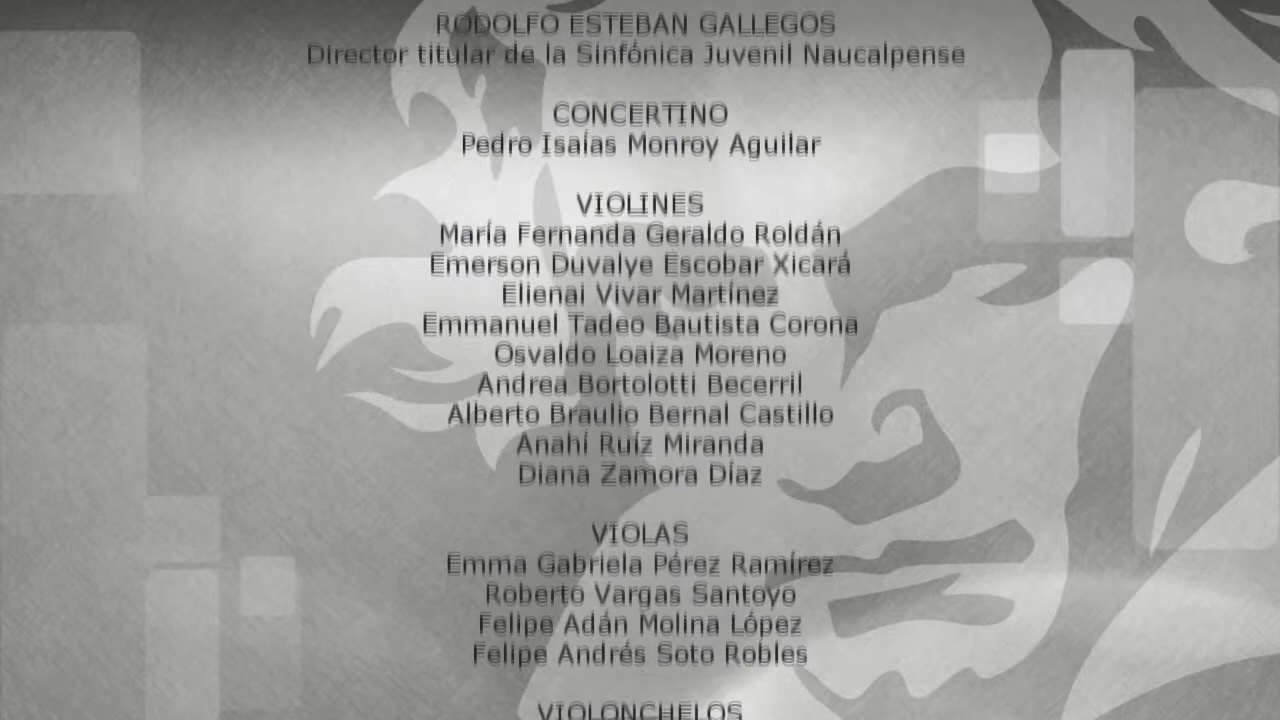 RODOLFO ESTEBAN GALLEGOS
Director titular de la Sinfónica Juvenil Naucalpense
CONCERTINO
Pedro Isaías Monroy Aguilar
VIOLINES
María Fernanda Geraldo Roldán
Emerson Duvalye Escobar Xicará
Elienai Vivar Martínez
Emmanuel Tadeo Bautista Corona
Osvaldo Loaiza Moreno
Andrea Bortolotti Becerril
Alberto Braulio Bernal Castillo
Anahí Ruíz Miranda
Diana Zamora Díaz
VIOLAS
Emma Gabriela Pérez Ramírez
Roberto Vargas Santoyo
Felipe Adán Molina López
Felipe Andrés Soto Robles
VIOLONCHELOS